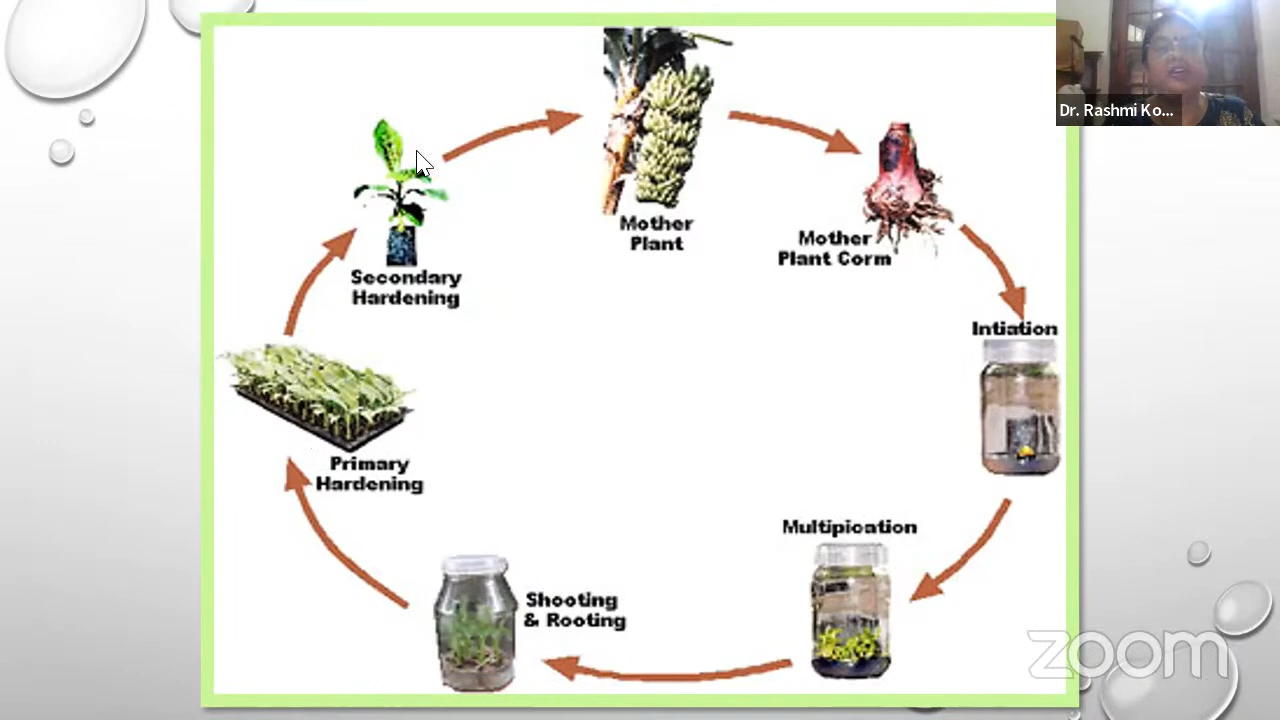 Dr. Rashmi Ko...
Mother
Plant
Mother
Plant Corm
Intiation
Secondary
Hardening
Primary
Hardening
Multipication
Shooting
& Rooting
zoom